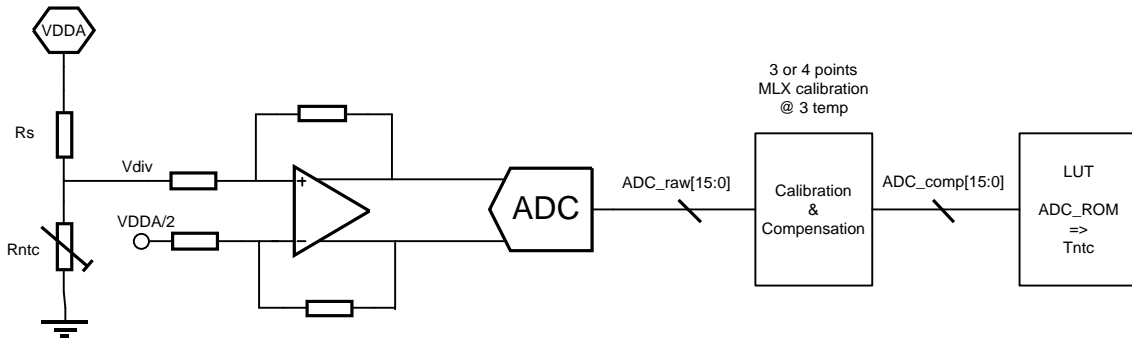 VDDA
Rs
Rntc
Vdiv
VDDA/2
+
−
ADC
ADC_raw[15:0]
3 or 4 points
MLX calibration
@ 3 temp
Calibration
&
Compensation
ADC_comp[15:0]
LUT
ADC_ROM
=>
Tntc